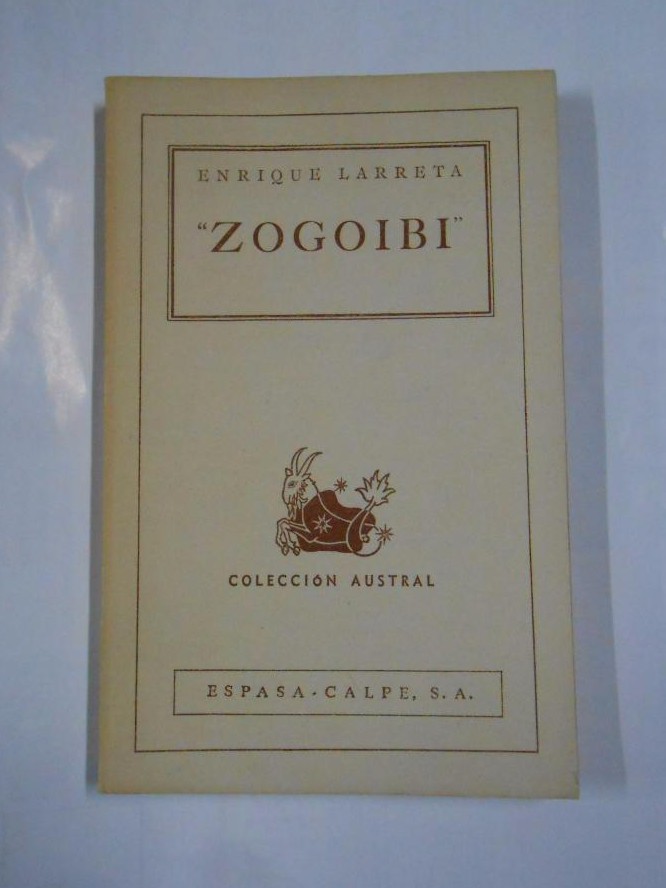 ENRIQUE LARRETA
“ZOGOIBI”
COLECCIÓN AUSTRAL
ESPASA-CALPE, S. A.